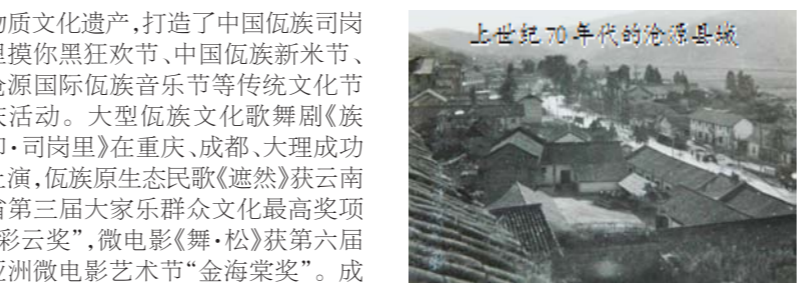 物质文化遗产,打造了中国佤族司岗
里摸你黑狂欢节、中国佤族新米节、
沧源国际佤族音乐节等传统文化节
庆活动。大型佤族文化歌舞剧《族
印·司岗里》在重庆、成都、大理成功
上演,佤族原生态民歌《遮然》获云南
省第三届大家乐群众文化最高奖项
彩云奖”,微电影《舞·松》获第六届
亚洲微电影艺术节“金海棠奖”。成
上世纪70年代的沧源县城